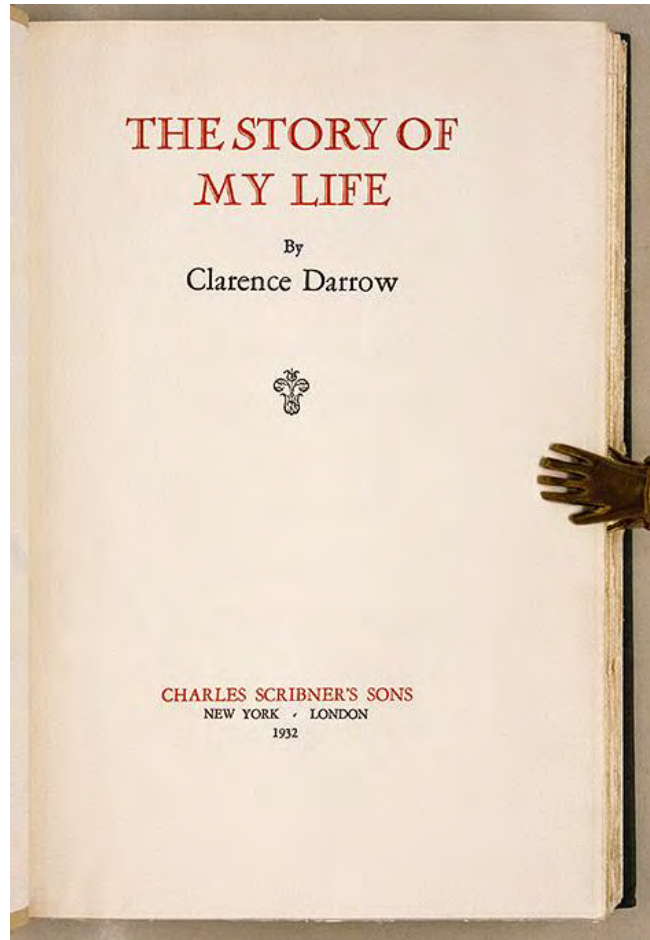 THE STORY OF
MY LIFE
By
Clarence Darrow
CHARLES SCRIBNER'S SONS
NEW YORK · LONDON
1932